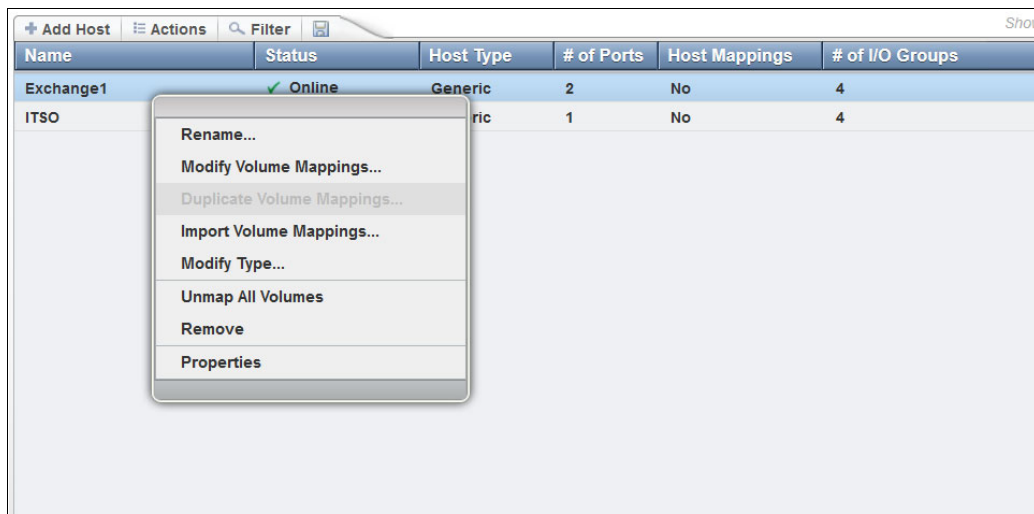 Add Host Actions Filter
Name Status Host Type # of Ports Host Mappings # of I/O Groups
Exchange1 Online Generic 2 No 4
ITSO ric 1 No 4
Rename...
Modify Volume Mappings...
Duplicate Volume Mappings...
Import Volume Mappings...
Modify Type...
Unmap All Volumes
Remove
Properties